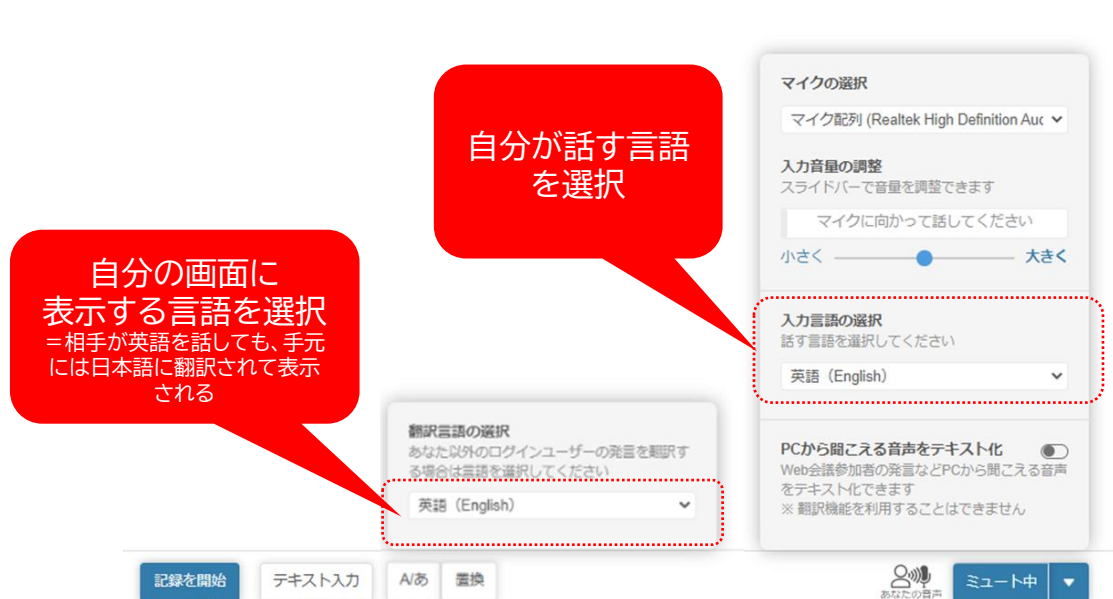 マイクの選択
マイク配列 (Realtek High Definition Auc
入力音量の調整
スライドバーで音量を調整できます
マイクに向かって話してください
小さく 大きく
自分が話す言語
を選択
自分の画面に
表示する言語を選択
=相手が英語を話しても、手元
には日本語に翻訳されて表示
される
入力言語の選択
話す言語を選択してください
英語（English）
翻訳言語の選択
あなた以外のログインユーザーの発言を翻訳す
る場合は言語を選択してください
英語（English）
PCから聞こえる音声をテキスト化
Web会議参加者の発言などPCから聞こえる音声
をテキスト化できます
※ 翻訳機能を利用することはできません
記録を開始 テキスト入力 A/あ 置換 あなたの音声 ミュート中